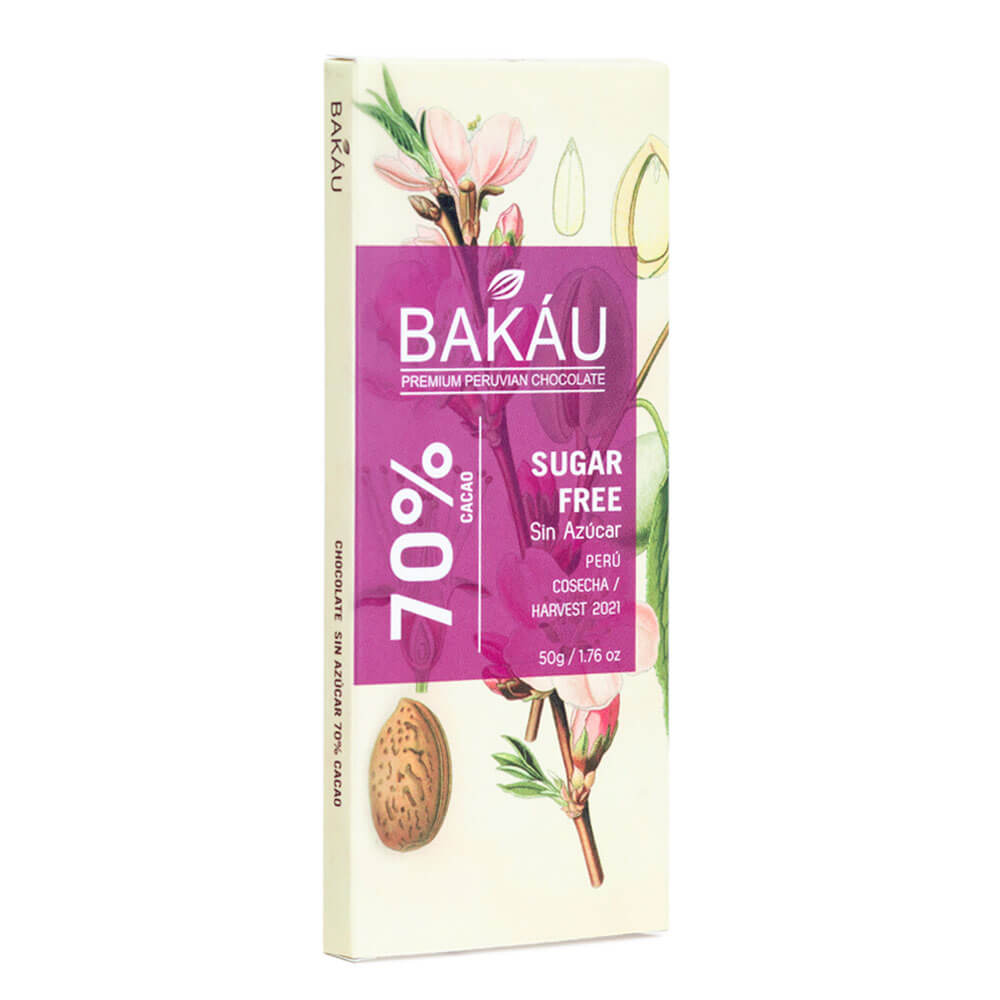 BAKÁU
CHOCOLATE SIN AZÚCAR 70% CACAO
BAKÁU
PREMIUM PERUVIAN CHOCOLATE
70%
CACAO
SUGAR
FREE
Sin Azúcar
PERÚ
COSECHA /
HARVEST 2021
50g / 1.76 oz